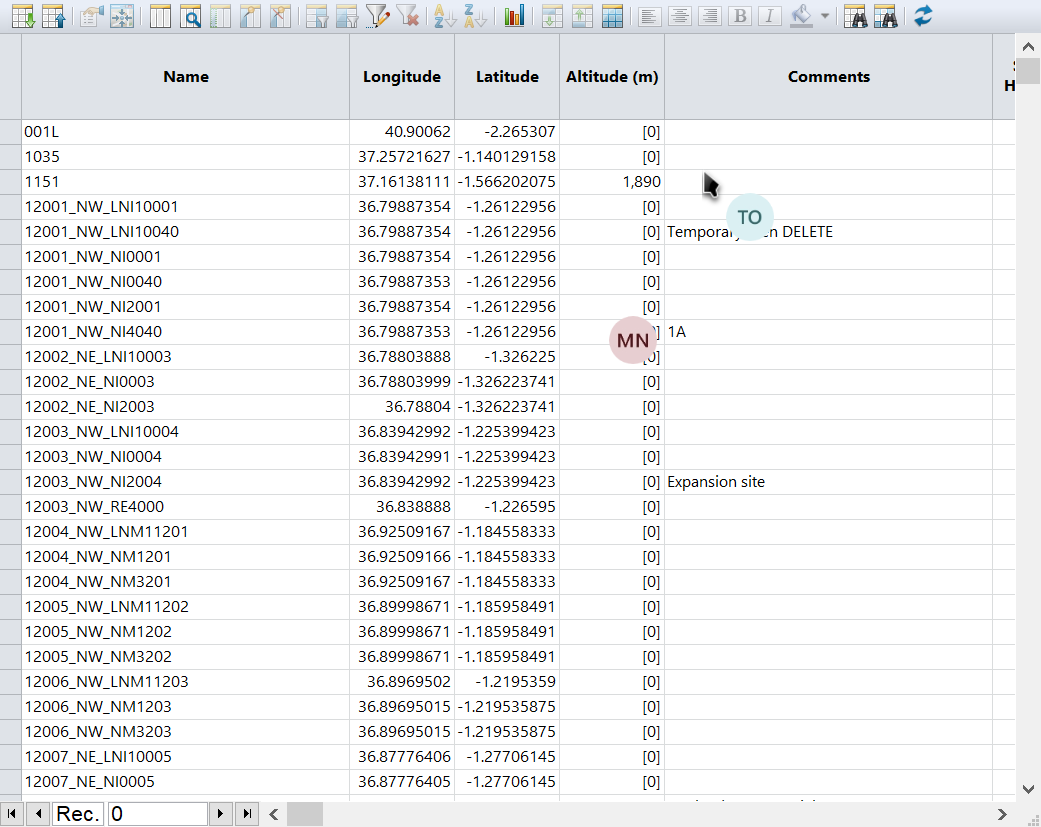 Name Longitude Latitude Altitude (m) Comments H
001L 40.90062 -2.265307 [0]
1035 37.25721627 -1.140129158 [0]
1151 37.16138111 -1.566202075 1,890
12001_NW_LNI10001 36.79887354 -1.26122956 [0]
TO
12001_NW_LNI10040 36.79887354 -1.26122956 [0] DELETE
12001_NW_NI0001 36.79887354 -1.26122956 [0]
12001_NW_NI0040 36.79887353 -1.26122956 [0]
12001_NW_NI2001 36.79887354 -1.26122956 [0]
12001_NW_NI4040 36.79887353 -1.26122956 1A
MN
12002_NE_LNI10003 36.78803888 -1.326225 [0]
12002_NE_NI0003 36.78803999 -1.326223741 [0]
12002_NE_NI2003 36.78804 -1.326223741 [0]
12003_NW_LNI10004 36.83942992 -1.225399423 [0]
12003_NW_NI0004 36.83942991 -1.225399423 [0]
12003_NW_NI2004 36.83942992 -1.225399423 [0] Expansion site
12003_NW_RE4000 36.838888 -1.226595 [0]
12004_NW_LNM11201 36.92509167 -1.184558333 [0]
12004_NW_NM1201 36.92509166 -1.184558333 [0]
12004_NW_NM3201 36.92509167 -1.184558333 [0]
12005_NW_LNM11202 36.89998671 -1.185958491 [0]
12005_NW_NM1202 36.89998671 -1.185958491 [0]
12005_NW_NM3202 36.89998671 -1.185958491 [0]
12006_NW_LNM11203 36.8969502 -1.2195359 [0]
12006_NW_NM1203 36.89695015 -1.219535875 [0]
12006_NW_NM3203 36.89695015 -1.219535875 [0]
12007_NE_LNI10005 36.87776406 -1.27706145 [0]
12007_NE_NI0005 36.87776405 -1.27706145 [0]
Rec. 0